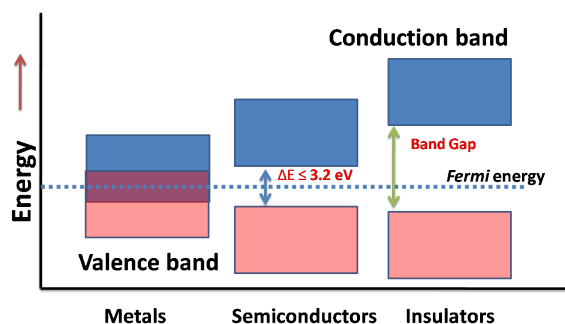 Conduction band
Band Gap
ΔE ≤ 3.2 eV
Fermi energy
Energy
Valence band
Metals
Semiconductors
Insulators